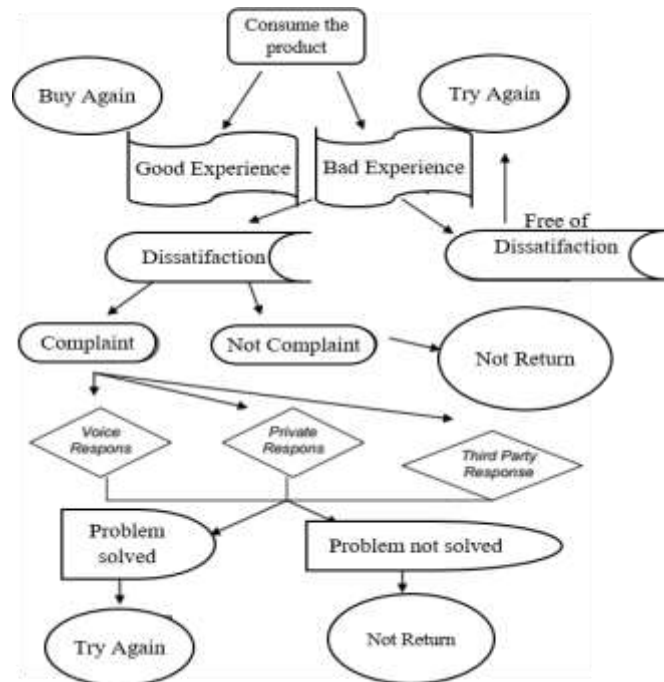 Consume the
product
Buy Again
Try Again
Good Experience
Bad Experience
Free of
Dissatifaction
Dissatifaction
Complaint
Not Complaint
Not Return
Voice
Respons
Private
Respons
Third Party
Response
Problem
solved
Problem not solved
Try Again
Not Return